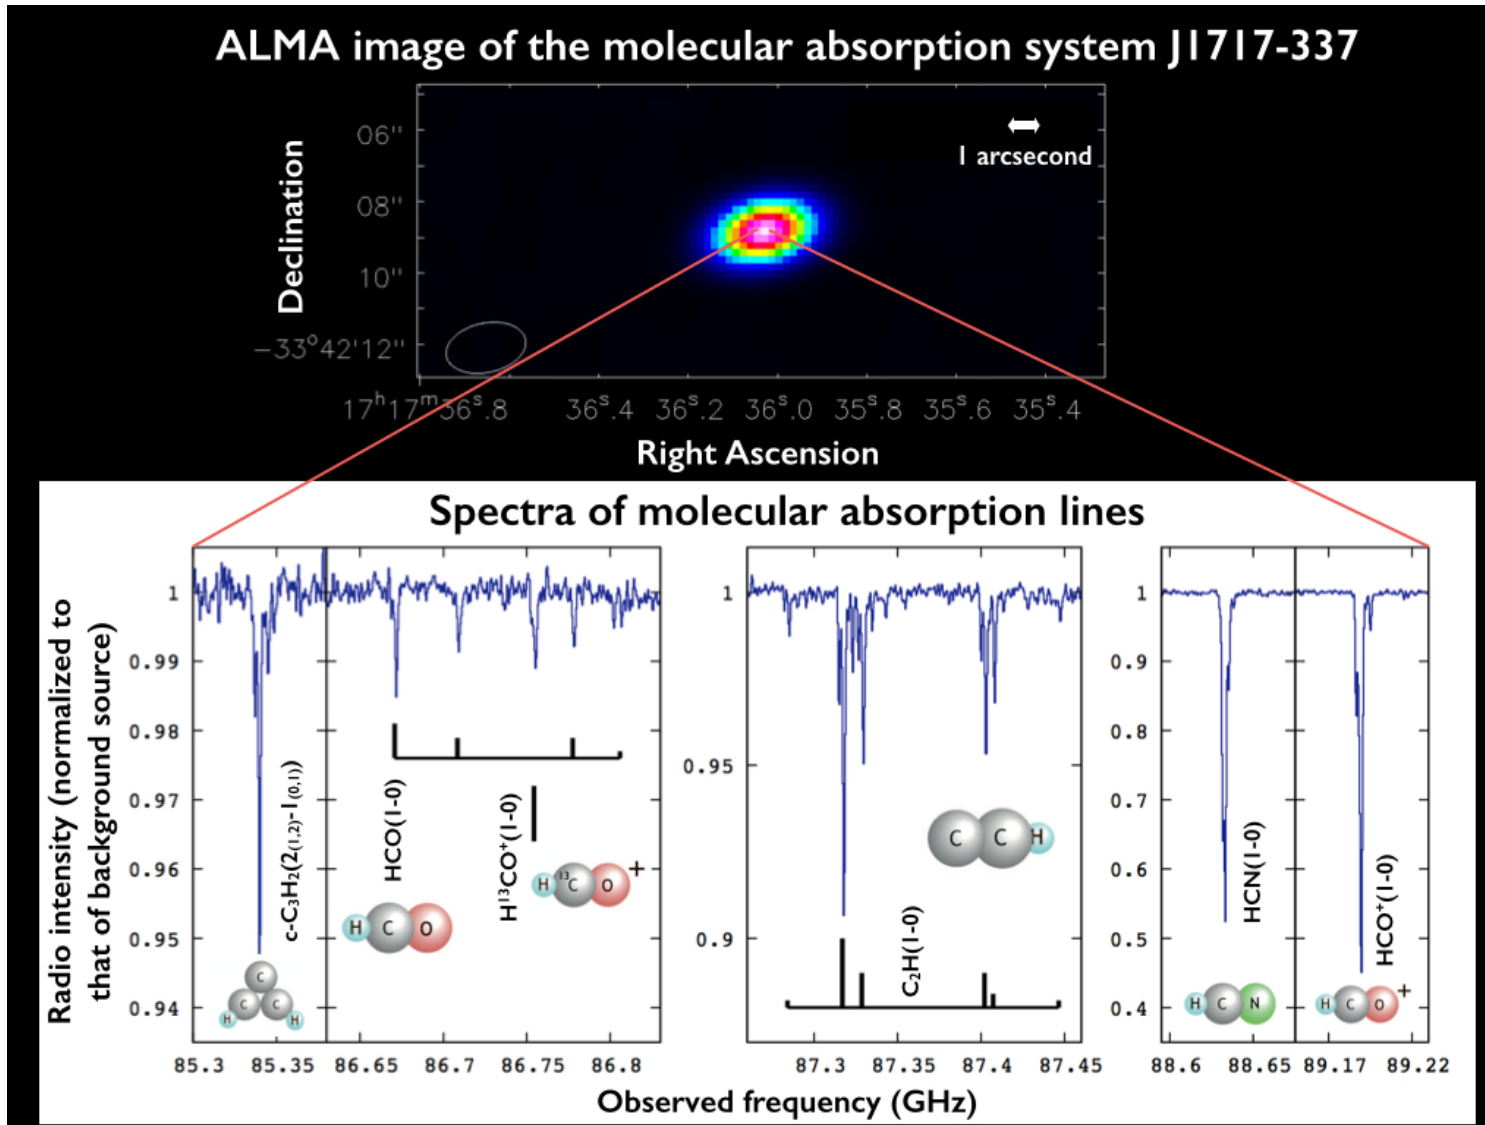 ALMA image of the molecular absorption system J1717-337
Declination
06"
08"
10"
−33°42'12"
1 arcsecond
17ʰ17ᵐ36ˢ.8 36ˢ.4 36ˢ.2 36ˢ.0 35ˢ.8 35ˢ.6 35ˢ.4
Right Ascension
Spectra of molecular absorption lines
Radio intensity (normalized to
that of background source)
1
0.99
0.98
0.97
0.96
0.95
0.94
c-C₃H₂(2(1,2)-1(0,1))
C
C C
H H
HCO(1-0)
H C O
H¹³CO⁺(1-0)
H ¹³C O +
85.3 85.35 86.65 86.7 86.75 86.8
1
0.95
0.9
C C H
C₂H(1-0)
87.3 87.35 87.4 87.45
1
0.9
0.8
0.7
0.6
0.5
0.4
HCN(1-0)
H C N
HCO⁺(1-0)
H C O +
88.6 88.65 89.17 89.22
Observed frequency (GHz)